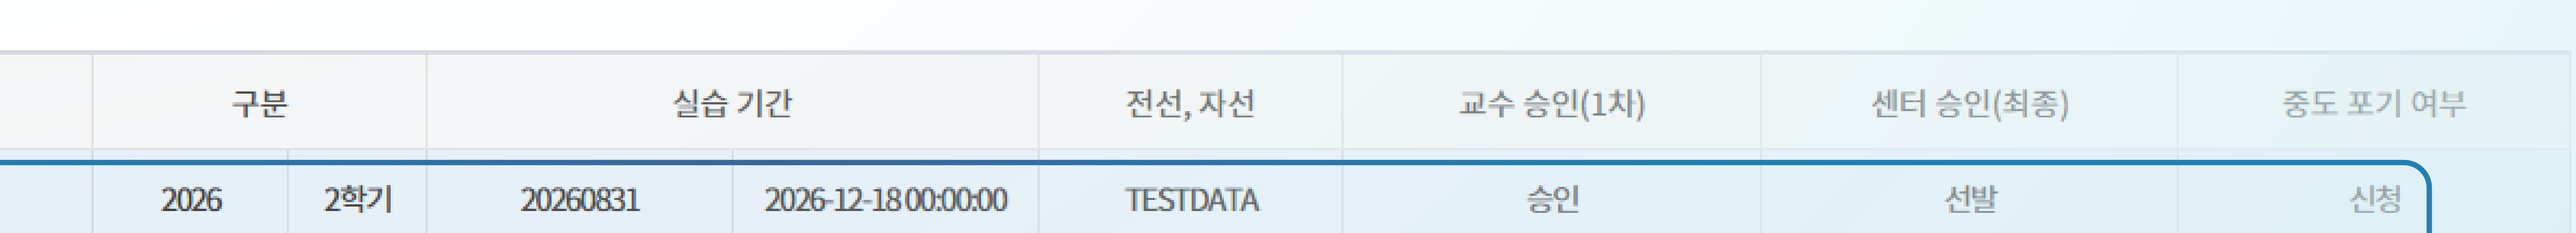 구분 실습 기간 전선, 자선 교수 승인(1차) 센터 승인(최종) 중도 포기 여부
2026 2학기 20260831 2026-12-18 00:00:00 TESTDATA 승인 선발 신청